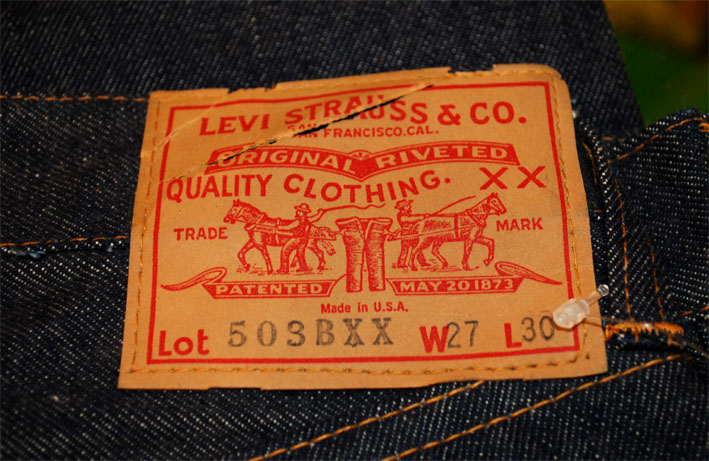 LEVI STRAUSS & CO.
SAN FRANCISCO.CAL.
ORIGINAL RIVETED
QUALITY CLOTHING. XX
TRADE MARK
PATENTED MAY 20 1873
Made in U.S.A.
Lot 503BXX W27 L30